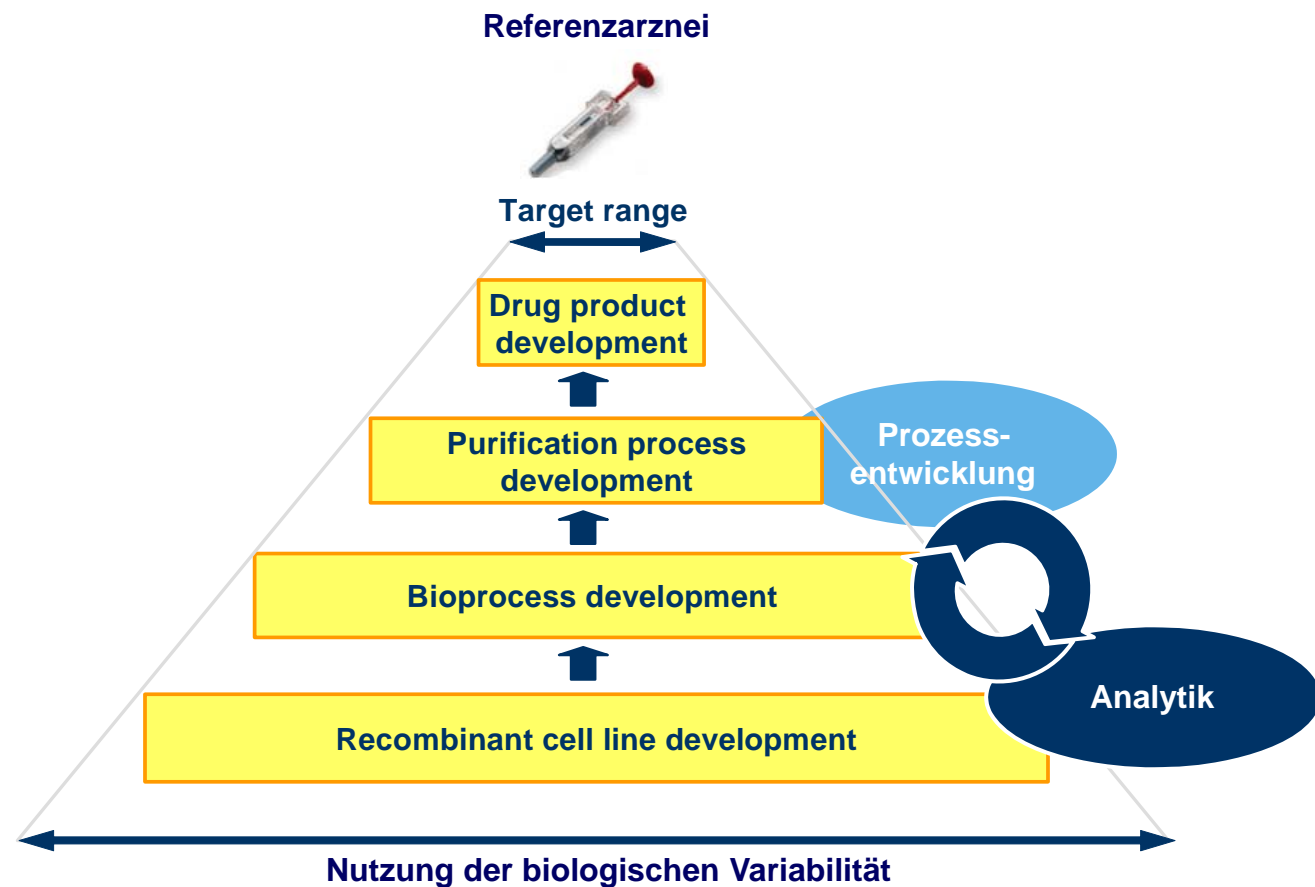 Referenzarznei
Target range
Drug product
development
Purification process
development
Prozess-
entwicklung
Bioprocess development
Analytik
Recombinant cell line development
Nutzung der biologischen Variabilität